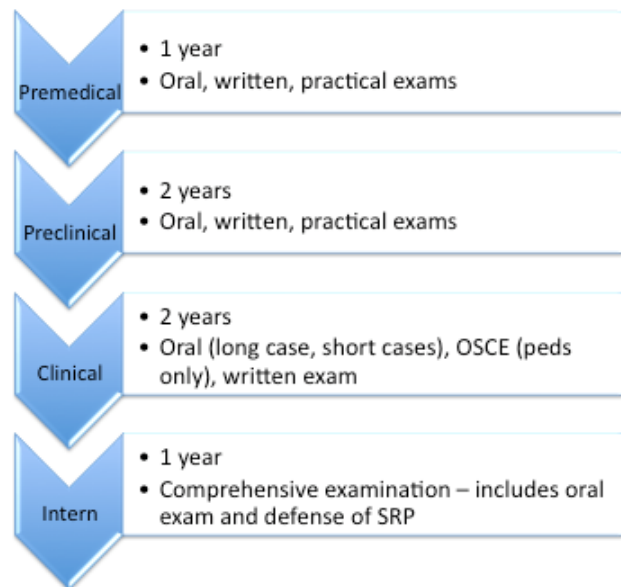 Premedical
• 1 year
• Oral, written, practical exams
Preclinical
• 2 years
• Oral, written, practical exams
Clinical
• 2 years
• Oral (long case, short cases), OSCE (peds
only), written exam
Intern
• 1 year
• Comprehensive examination – includes oral
exam and defense of SRP